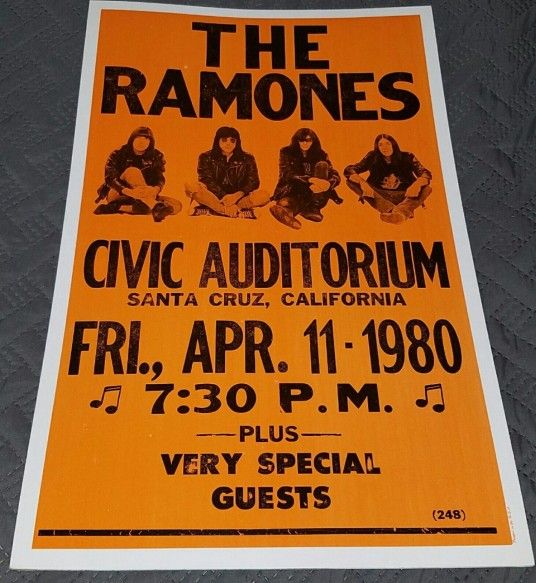 THE
RAMONES
CIVIC AUDITORIUM
SANTA CRUZ, CALIFORNIA
FRI., APR. 11-1980
♫ 7:30 P.M. ♫
—PLUS—
VERY SPECIAL
GUESTS
(248)